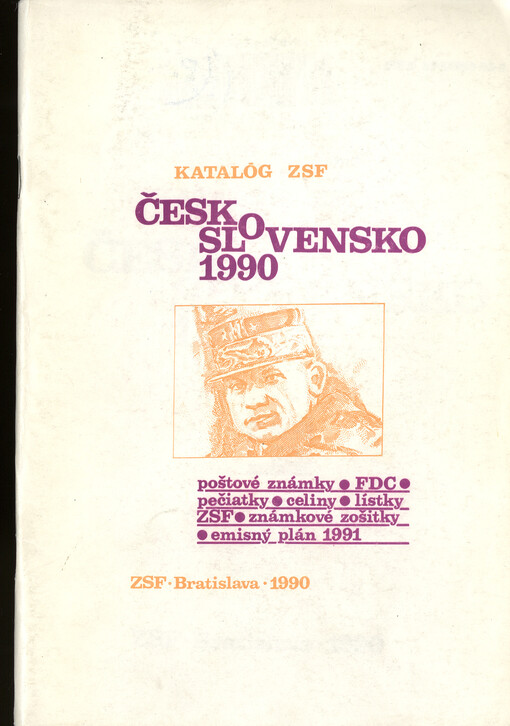 KATALÓG ZSF
ČESK
SLOVENSKO
1990
poštové známky ● FDC ●
pečiatky ● celiny ● lístky
ZSF ● známkové zošitky
● emisný plán 1991
ZSF·Bratislava·1990